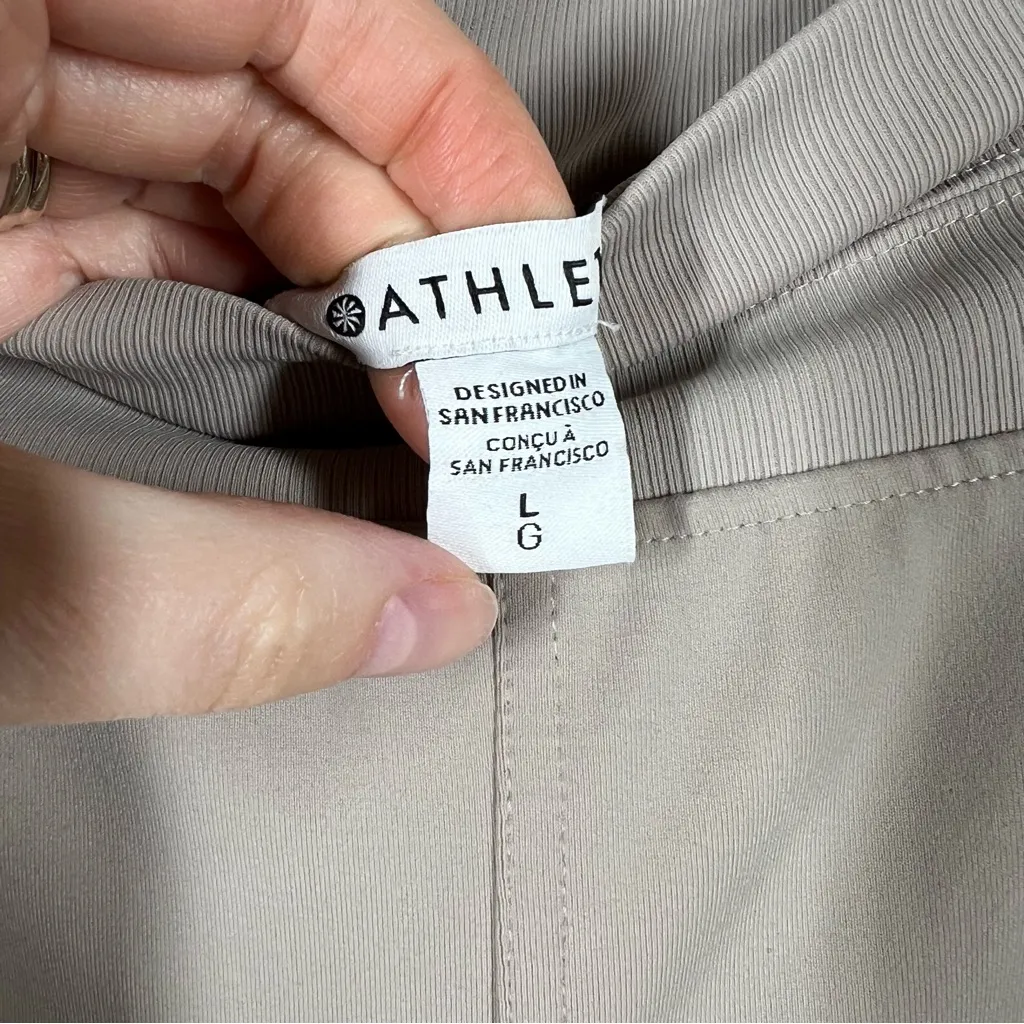 ATHLET
DESIGNED IN
SAN FRANCISCO
CONÇU À
SAN FRANCISCO
L
G